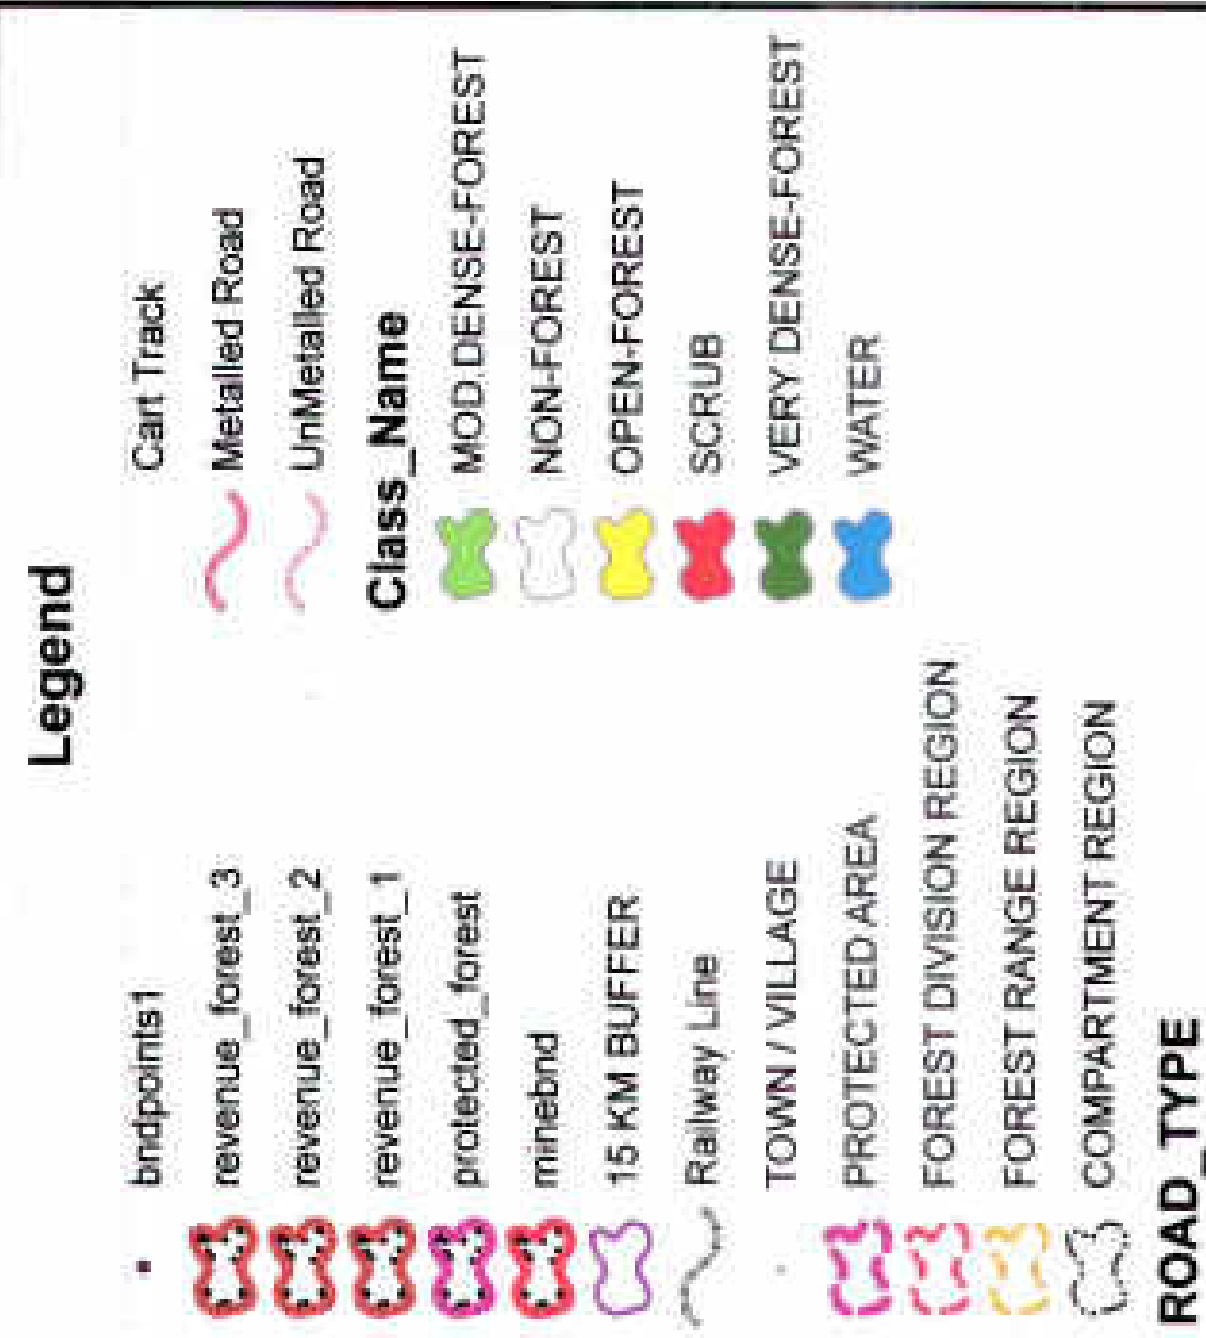 Legend
bndpoints1
revenue_forest_3
revenue_forest_2
revenue_forest_1
protected_forest
minebnd
15 KM BUFFER
Railway Line
TOWN / VILLAGE
PROTECTED AREA
FOREST DIVISION REGION
FOREST RANGE REGION
COMPARTMENT REGION
ROAD_TYPE
Cart Track
Metalled Road
UnMetalled Road
Class_Name
MOD.DENSE-FOREST
NON-FOREST
OPEN-FOREST
SCRUB
VERY DENSE-FOREST
WATER